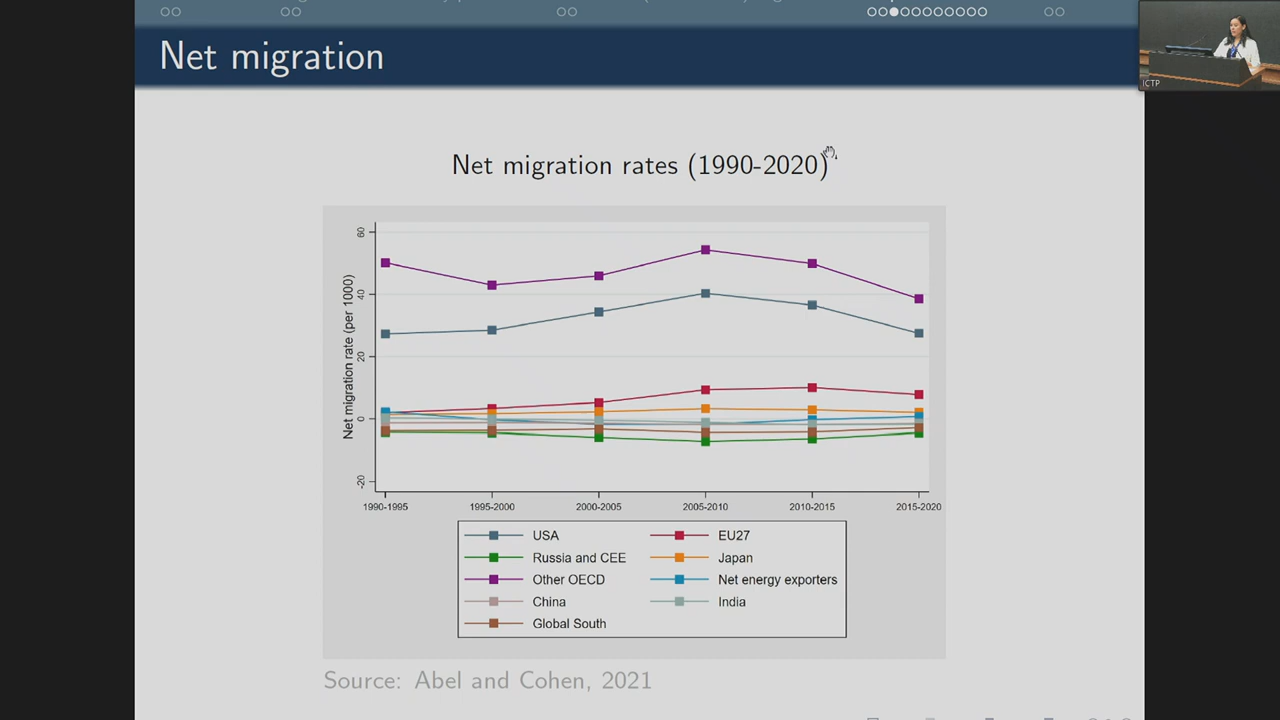 Net migration
ICTP
Net migration rates (1990-2020)
Net migration rate (per 1000)
60
40
20
0
-20
1990-1995
1995-2000
2000-2005
2005-2010
2010-2015
2015-2020
USA
EU27
Russia and CEE
Japan
Other OECD
Net energy exporters
China
India
Global South
Source: Abel and Cohen, 2021